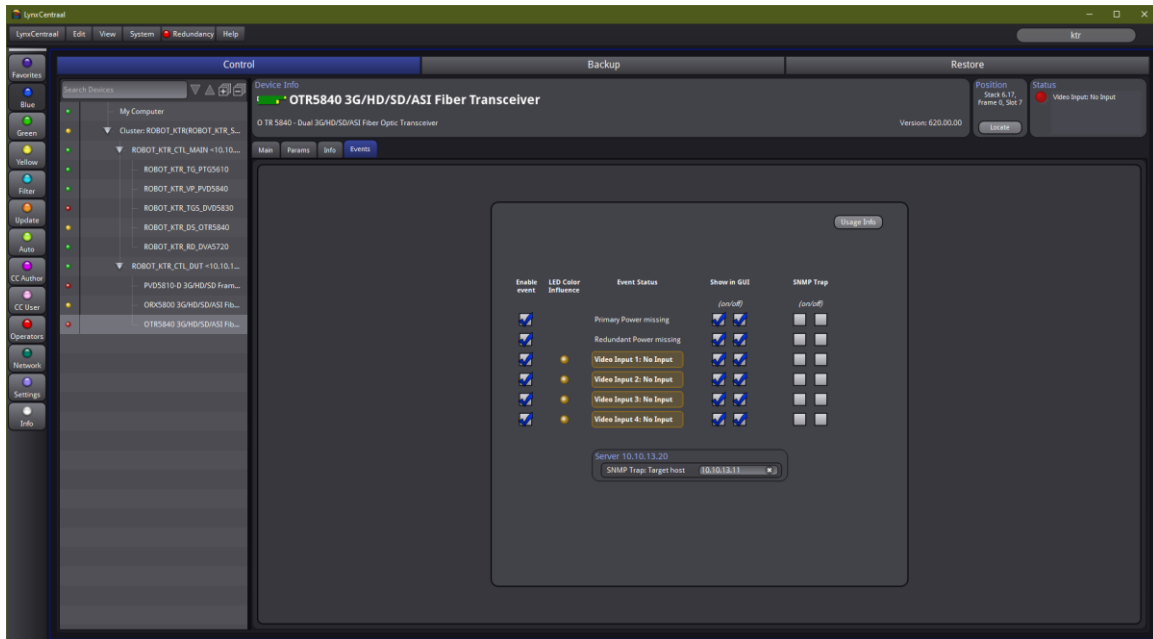 LynxCentraal
LynxCentraal Edit View System Redundancy Help
ktr
Favorites
Blue
Green
Yellow
Filter
Update
Auto
CC Author
CC User
Operators
Network
Settings
Info
Control Backup Restore
Search Devices
My Computer
Cluster: ROBOT_KTR(ROBOT_KTR_S...
ROBOT_KTR_CTL_MAIN <10.10....
ROBOT_KTR_TG_PTG5610
ROBOT_KTR_VP_PVD5840
ROBOT_KTR_TGS_DVD5830
ROBOT_KTR_DS_OTR5840
ROBOT_KTR_RD_DVA5720
ROBOT_KTR_CTL_DUT <10.10.1...
PVD5810-D 3G/HD/SD Fram...
ORX5800 3G/HD/SD/ASI Fib...
OTR5840 3G/HD/SD/ASI Fib...
Device Info
OTR5840 3G/HD/SD/ASI Fiber Transceiver
O TR 5840 - Dual 3G/HD/SD/ASI Fiber Optic Transceiver
Version: 620.00.00
Position
Stack 6.17,
Frame 0, Slot 7
Locate
Status
Video Input: No Input
Main Params Info Events
Usage Info
Enable event LED Color Influence Event Status Show in GUI SNMP Trap
(on/off) (on/off)
Primary Power missing
Redundant Power missing
Video Input 1: No Input
Video Input 2: No Input
Video Input 3: No Input
Video Input 4: No Input
Server 10.10.13.20
SNMP Trap: Target host 10.10.13.11